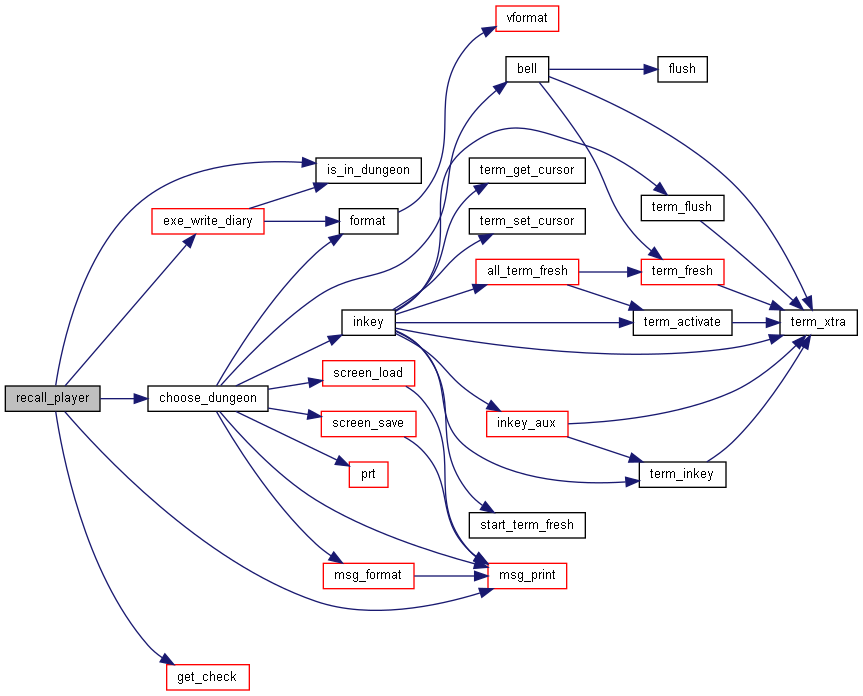 vformat
bell
flush
is_in_dungeon
term_get_cursor
term_flush
exe_write_diary
format
term_set_cursor
all_term_fresh
term_fresh
inkey
term_activate
term_xtra
screen_load
recall_player
choose_dungeon
screen_save
inkey_aux
prt
term_inkey
start_term_fresh
msg_format
msg_print
get_check